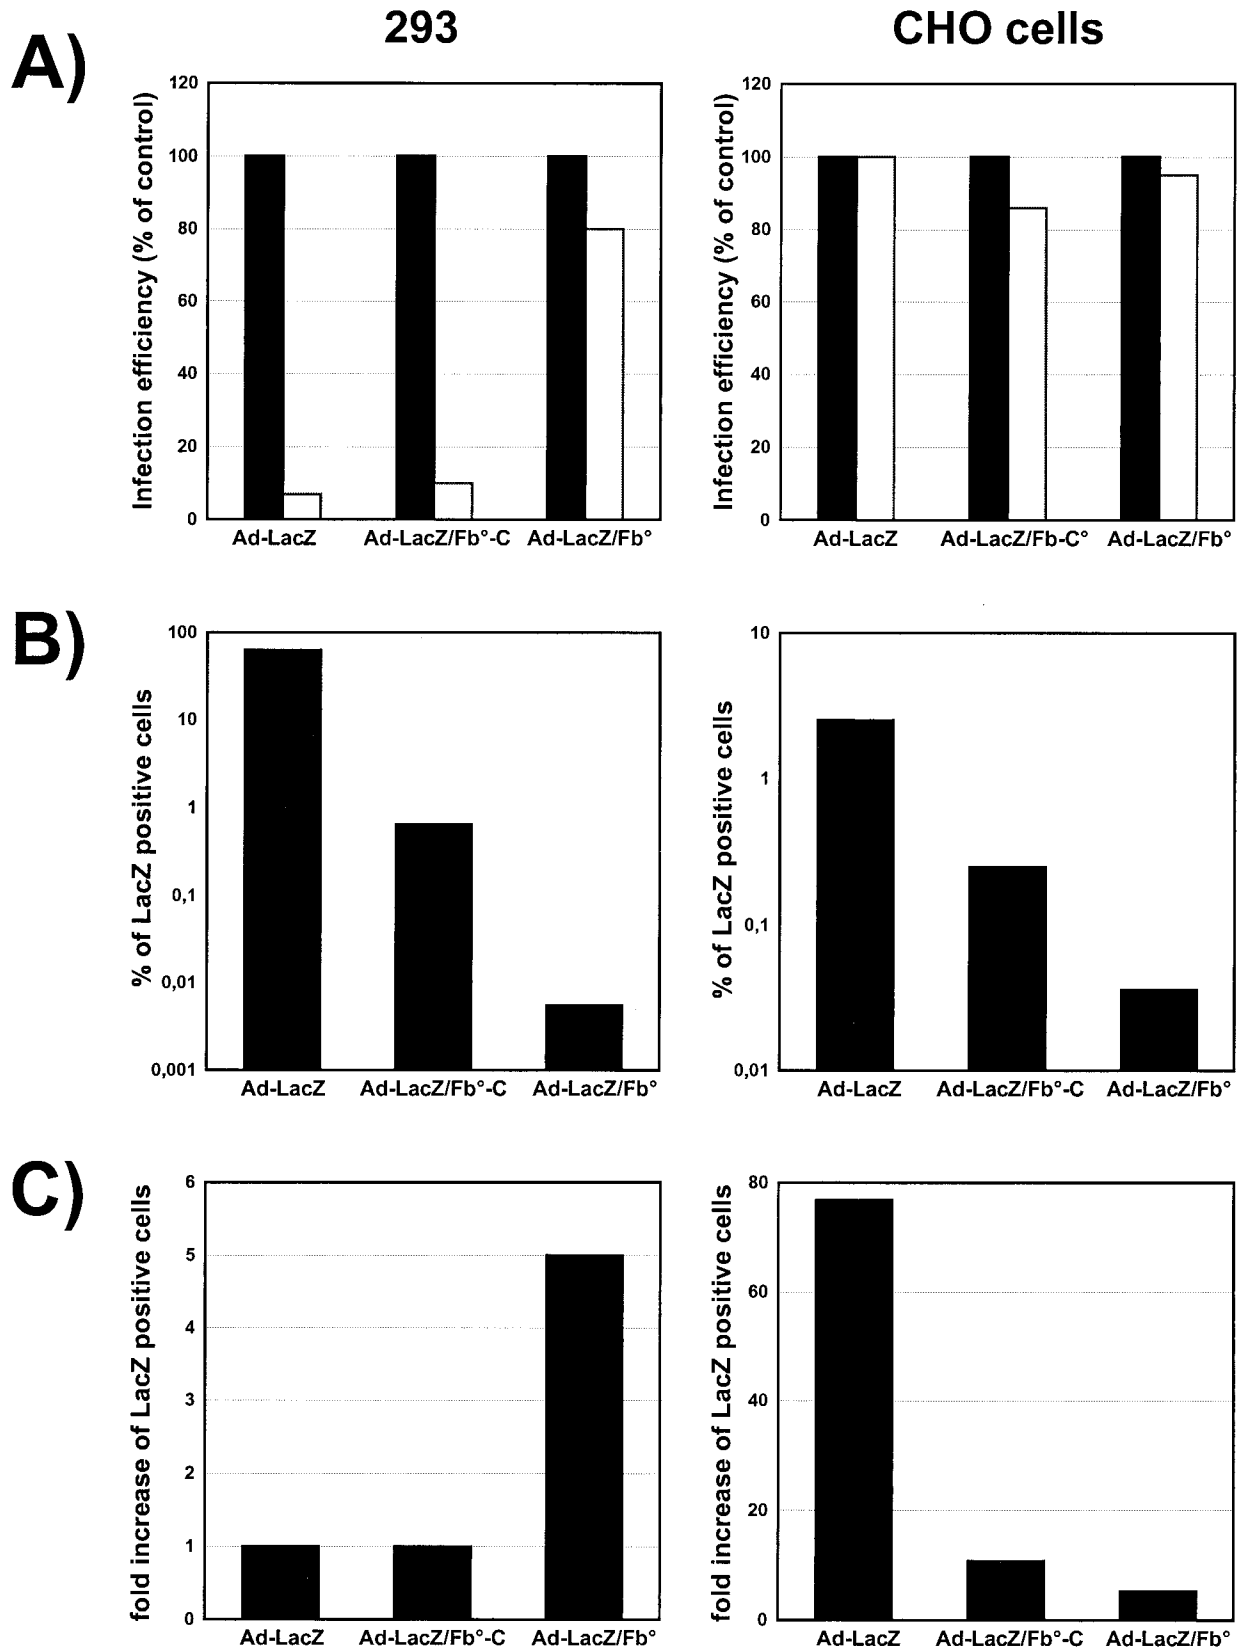 293
CHO cells
A)
Infection efficiency (% of control)
120
100
80
60
40
20
0
Ad-LacZ
Ad-LacZ/Fb°-C
Ad-LacZ/Fb°
Infection efficiency (% of control)
120
100
80
60
40
20
0
Ad-LacZ
Ad-LacZ/Fb-C°
Ad-LacZ/Fb°
B)
% of LacZ positive cells
100
10
1
0,1
0,01
0,001
Ad-LacZ
Ad-LacZ/Fb°-C
Ad-LacZ/Fb°
% of LacZ positive cells
10
1
0,1
0,01
Ad-LacZ
Ad-LacZ/Fb°-C
Ad-LacZ/Fb°
C)
fold increase of LacZ positive cells
6
5
4
3
2
1
0
Ad-LacZ
Ad-LacZ/Fb°-C
Ad-LacZ/Fb°
fold increase of LacZ positive cells
80
60
40
20
0
Ad-LacZ
Ad-LacZ/Fb°-C
Ad-LacZ/Fb°